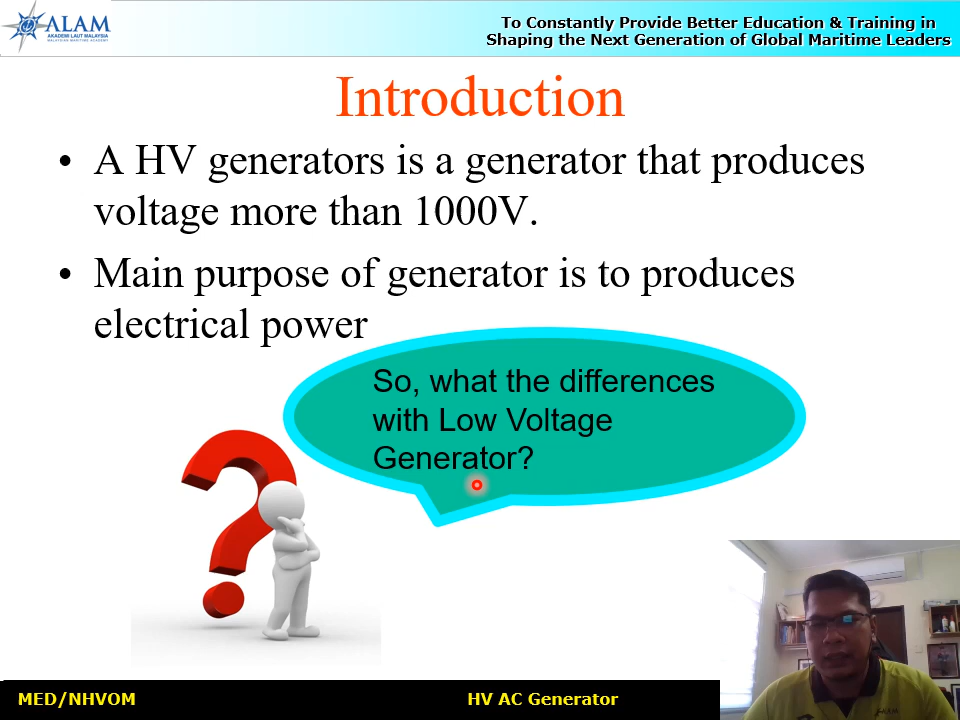 ALAM
AKADEMI LAUT MALAYSIA
MALAYSIAN MARITIME ACADEMY
To Constantly Provide Better Education & Training in
Shaping the Next Generation of Global Maritime Leaders
Introduction
• A HV generators is a generator that produces
voltage more than 1000V.
• Main purpose of generator is to produces
electrical power
So, what the differences
with Low Voltage
Generator?
MED/NHVOM
HV AC Generator